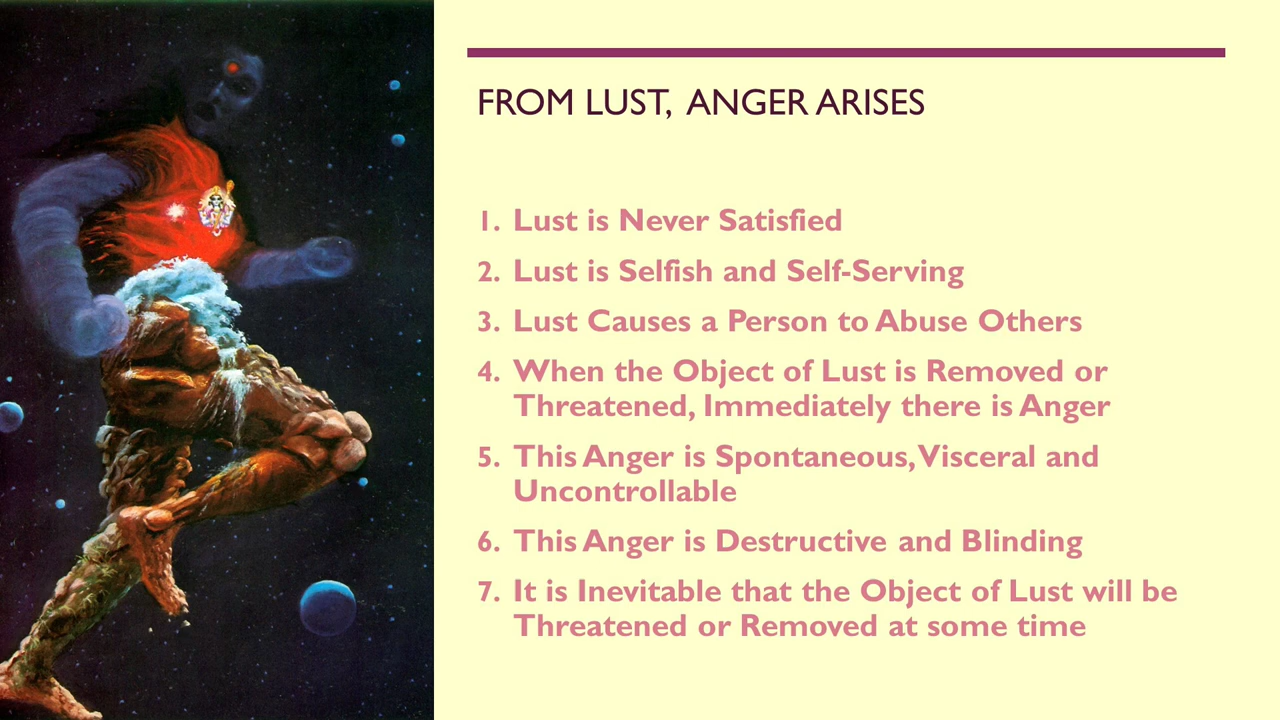 FROM LUST, ANGER ARISES
1. Lust is Never Satisfied
2. Lust is Selfish and Self-Serving
3. Lust Causes a Person to Abuse Others
4. When the Object of Lust is Removed or
Threatened, Immediately there is Anger
5. This Anger is Spontaneous, Visceral and
Uncontrollable
6. This Anger is Destructive and Blinding
7. It is Inevitable that the Object of Lust will be
Threatened or Removed at some time